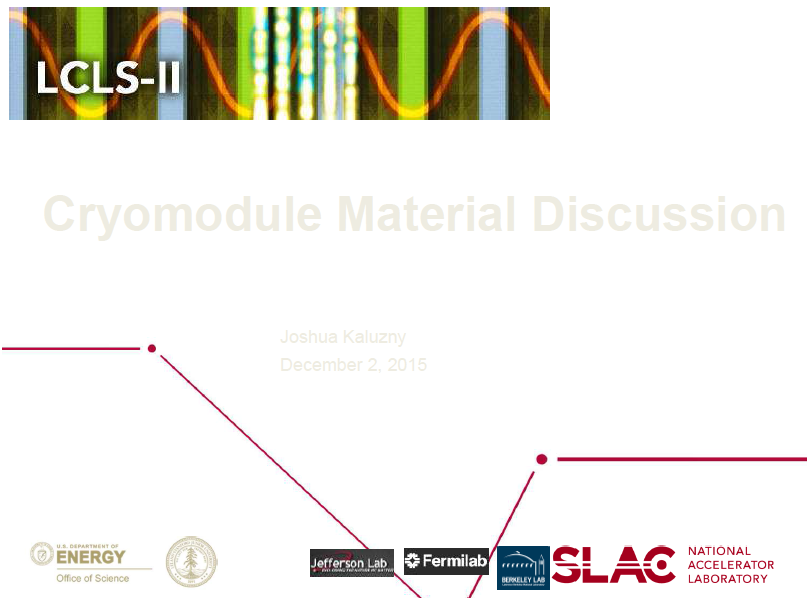 LCLS-II
Cryomodule Material Discussion
Joshua Kaluzny
December 2, 2015
U.S. DEPARTMENT OF
ENERGY
Office of Science
Jefferson Lab
Fermilab
BERKELEY LAB
SLAC
NATIONAL
ACCELERATOR
LABORATORY